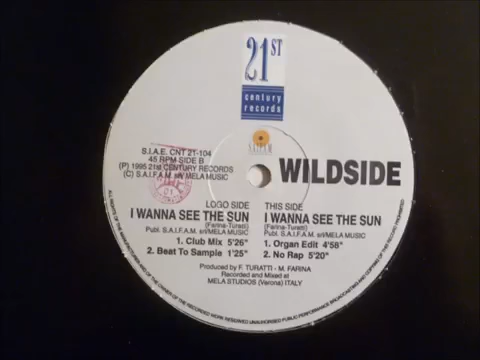 21ST
century
records
S.A.I.F.A.M.
S.I.A.E. CNT 21-104
45 RPM SIDE B
(P) 1995 21st CENTURY RECORDS
(C) S.A.I.F.A.M. srl/ MELA MUSIC
WILDSIDE
LOGO SIDE
I WANNA SEE THE SUN
(Farina-Turatti)
Publ. S.A.I.F.A.M. srl/MELA MUSIC
1. Club Mix 5'26"
2. Beat To Sample 1'25"
THIS SIDE
I WANNA SEE THE SUN
(Farina-Turatti)
Publ. S.A.I.F.A.M. srl/MELA MUSIC
1. Organ Edit 4'58"
2. No Rap 5'20"
Produced by F. TURATTI - M. FARINA
Recorded and Mixed at
MELA STUDIOS (Verona) ITALY